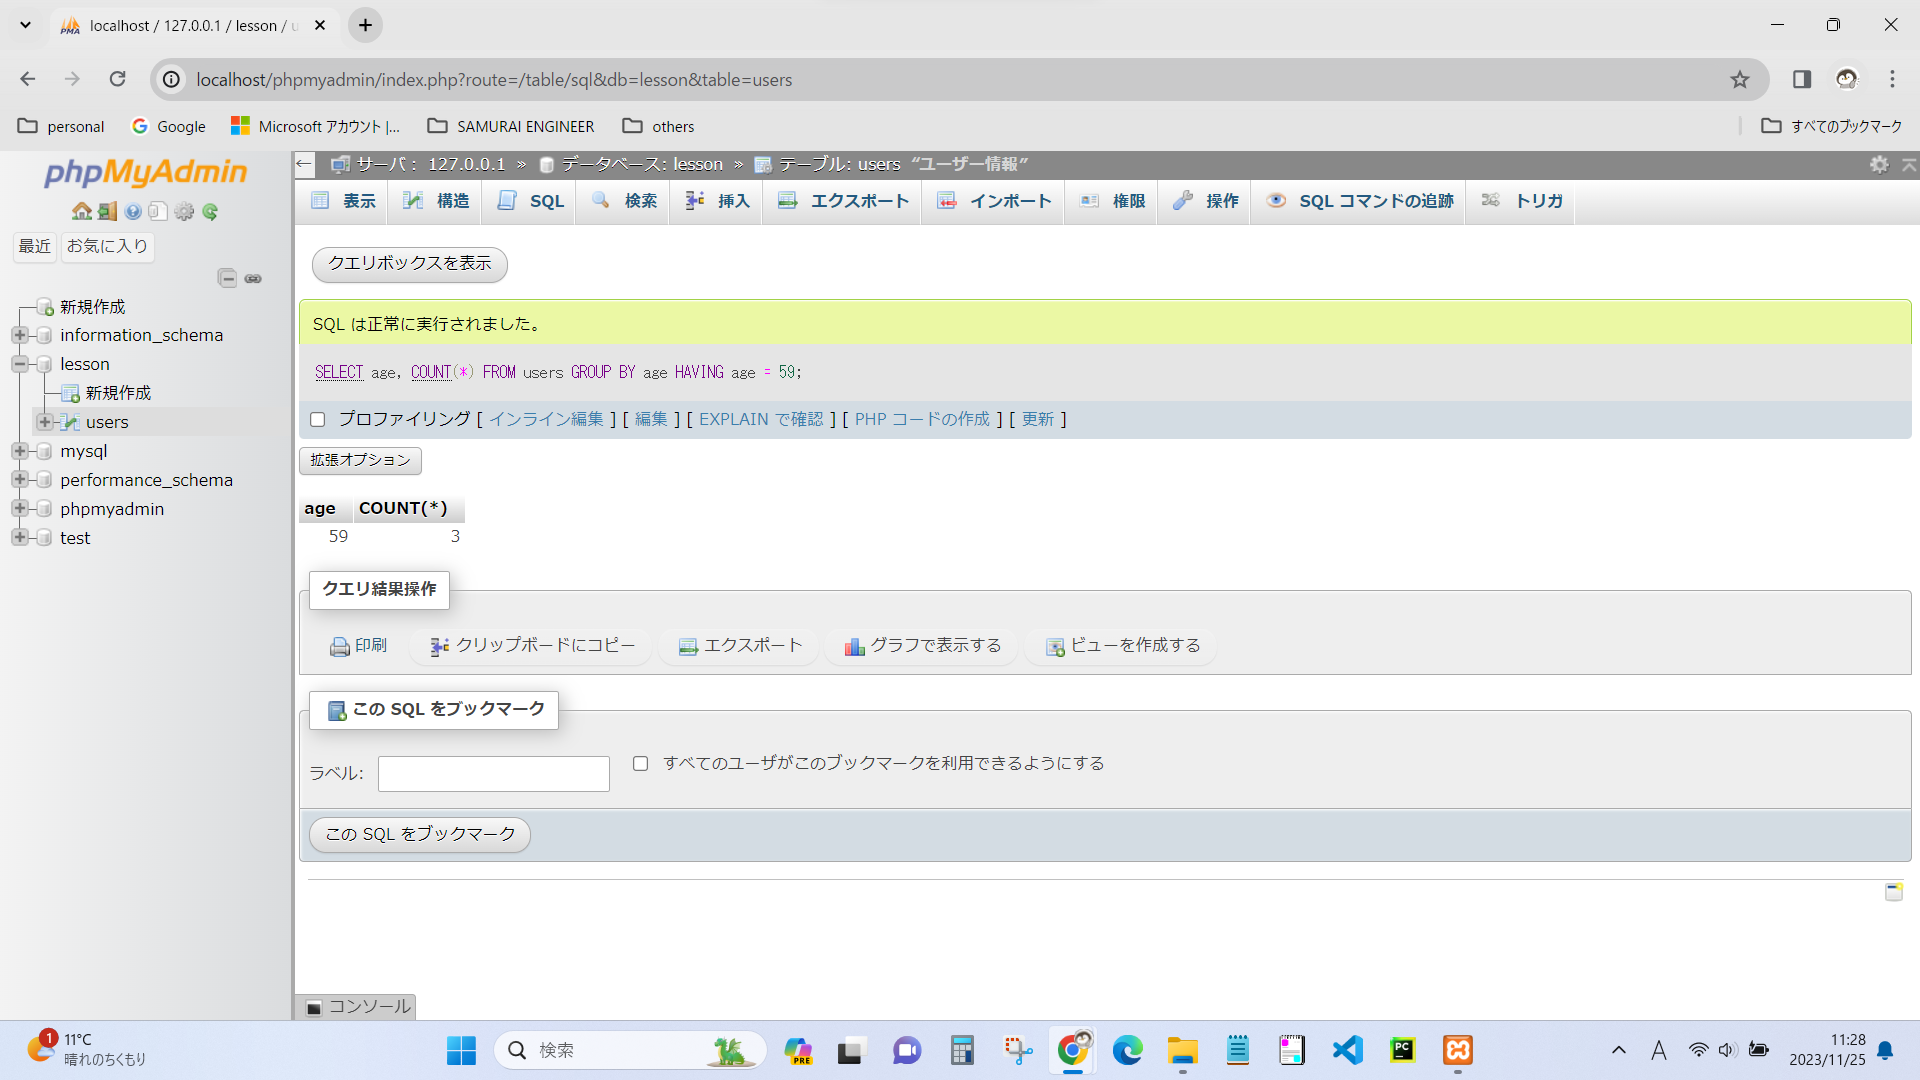 localhost / 127.0.0.1 / lesson / u
localhost/phpmyadmin/index.php?route=/table/sql&db=lesson&table=users
personal
Google
Microsoft アカウント |...
SAMURAI ENGINEER
others
すべてのブックマーク
phpMyAdmin
最近
お気に入り
新規作成
information_schema
lesson
新規作成
users
mysql
performance_schema
phpmyadmin
test
サーバ: 127.0.0.1 » データベース: lesson » テーブル: users “ユーザー情報”
表示
構造
SQL
検索
挿入
エクスポート
インポート
権限
操作
SQL コマンドの追跡
トリガ
クエリボックスを表示
SQL は正常に実行されました。
SELECT age, COUNT(*) FROM users GROUP BY age HAVING age = 59;
プロファイリング [ インライン編集 ] [ 編集 ] [ EXPLAIN で確認 ] [ PHP コードの作成 ] [ 更新 ]
拡張オプション
age COUNT(*)
59 3
クエリ結果操作
印刷
クリップボードにコピー
エクスポート
グラフで表示する
ビューを作成する
この SQL をブックマーク
ラベル:
すべてのユーザがこのブックマークを利用できるようにする
この SQL をブックマーク
コンソール
1
11°C
晴れのちくもり
検索
PRE
PC
A
11:28
2023/11/25